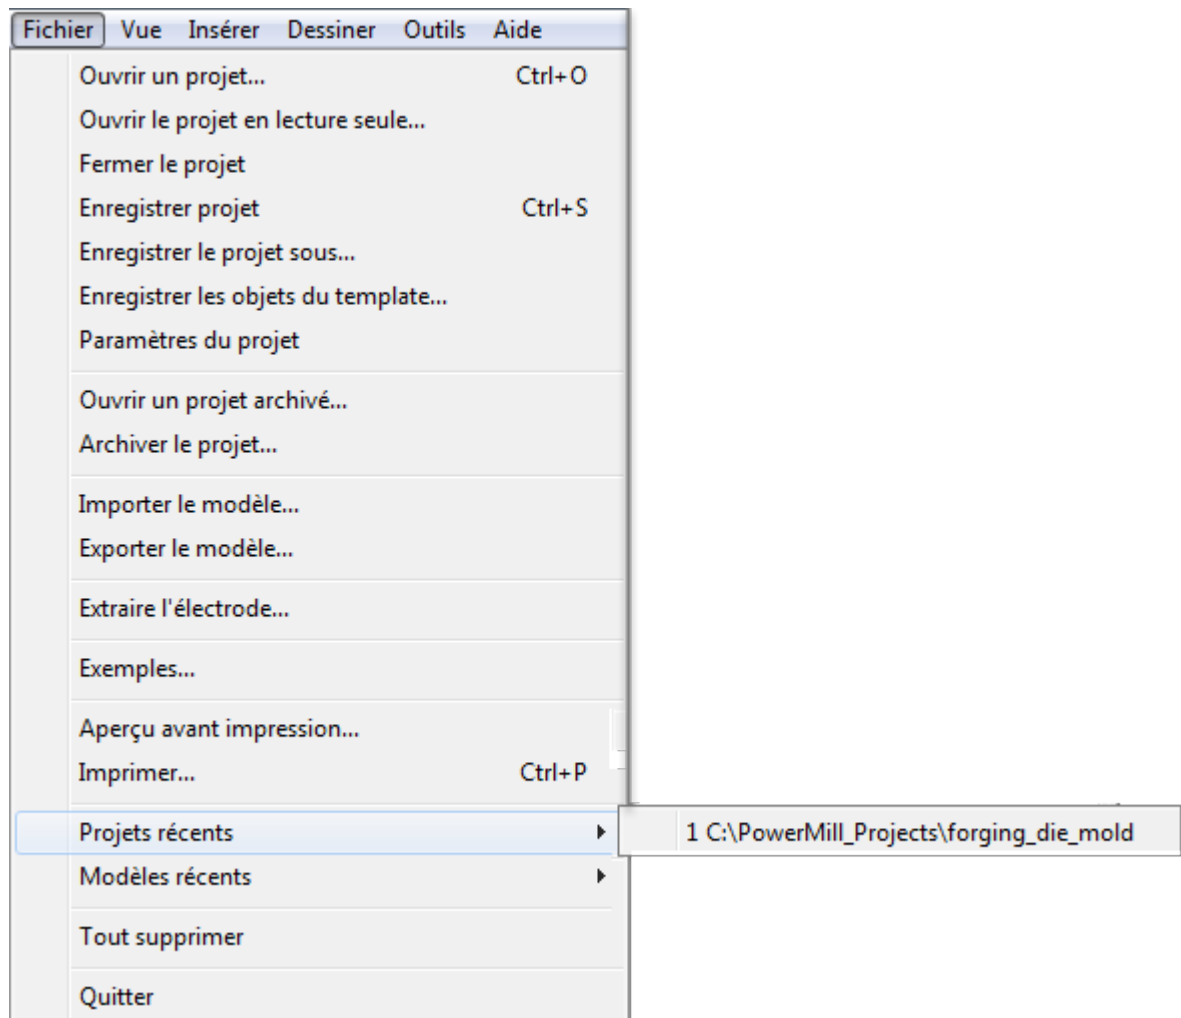 Fichier Vue Insérer Dessiner Outils Aide
Ouvrir un projet... Ctrl+O
Ouvrir le projet en lecture seule...
Fermer le projet
Enregistrer projet Ctrl+S
Enregistrer le projet sous...
Enregistrer les objets du template...
Paramètres du projet
Ouvrir un projet archivé...
Archiver le projet...
Importer le modèle...
Exporter le modèle...
Extraire l'électrode...
Exemples...
Aperçu avant impression...
Imprimer... Ctrl+P
Projets récents 1 C:\PowerMill_Projects\forging_die_mold
Modèles récents
Tout supprimer
Quitter